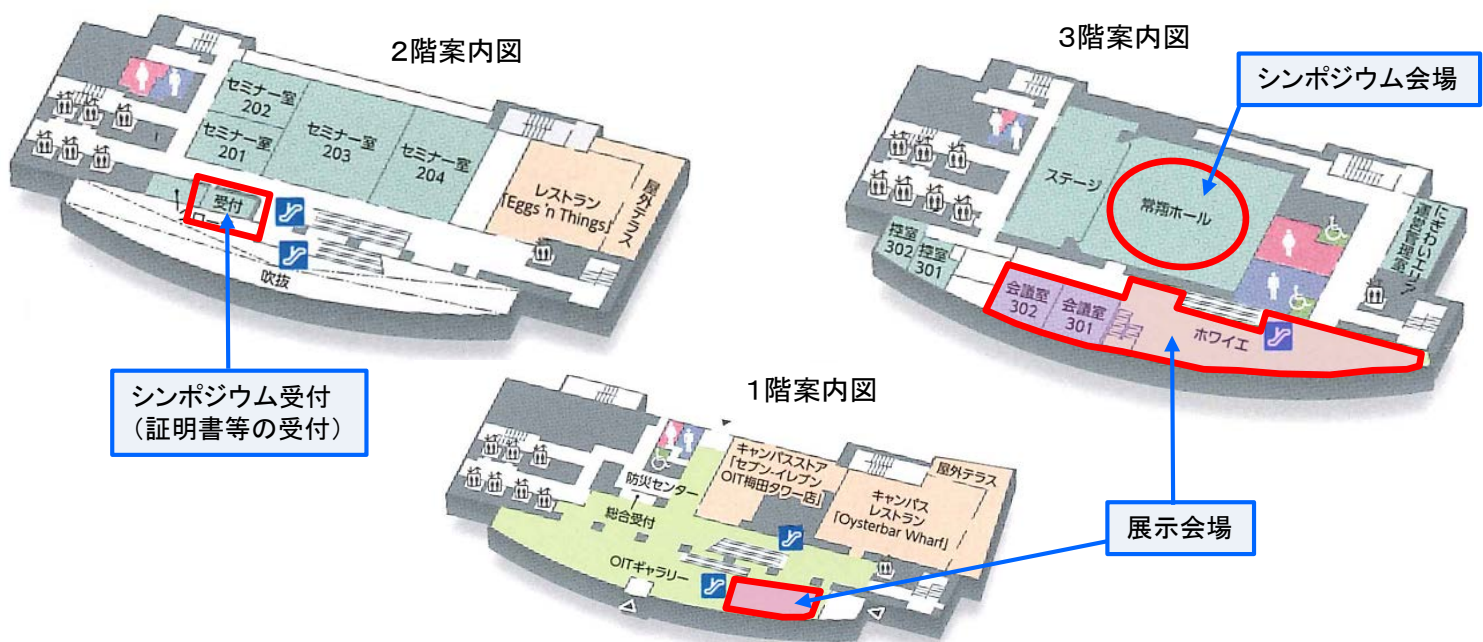 2階案内図
セミナー室
202
セミナー室
201
セミナー室
203
セミナー室
204
レストラン
「Eggs 'n Things」
屋外テラス
受付
クロー
吹抜
シンポジウム受付
（証明書等の受付）
3階案内図
シンポジウム会場
ステージ
常翔ホール
控室
302
控室
301
会議室
302
会議室
301
ホワイエ
にぎわいエリア
運営管理室
1階案内図
防災センター
総合受付
キャンパスストア
「セブン-イレブン
OIT梅田タワー店」
キャンパス
レストラン
「Oysterbar Wharf」
屋外テラス
OITギャラリー
展示会場